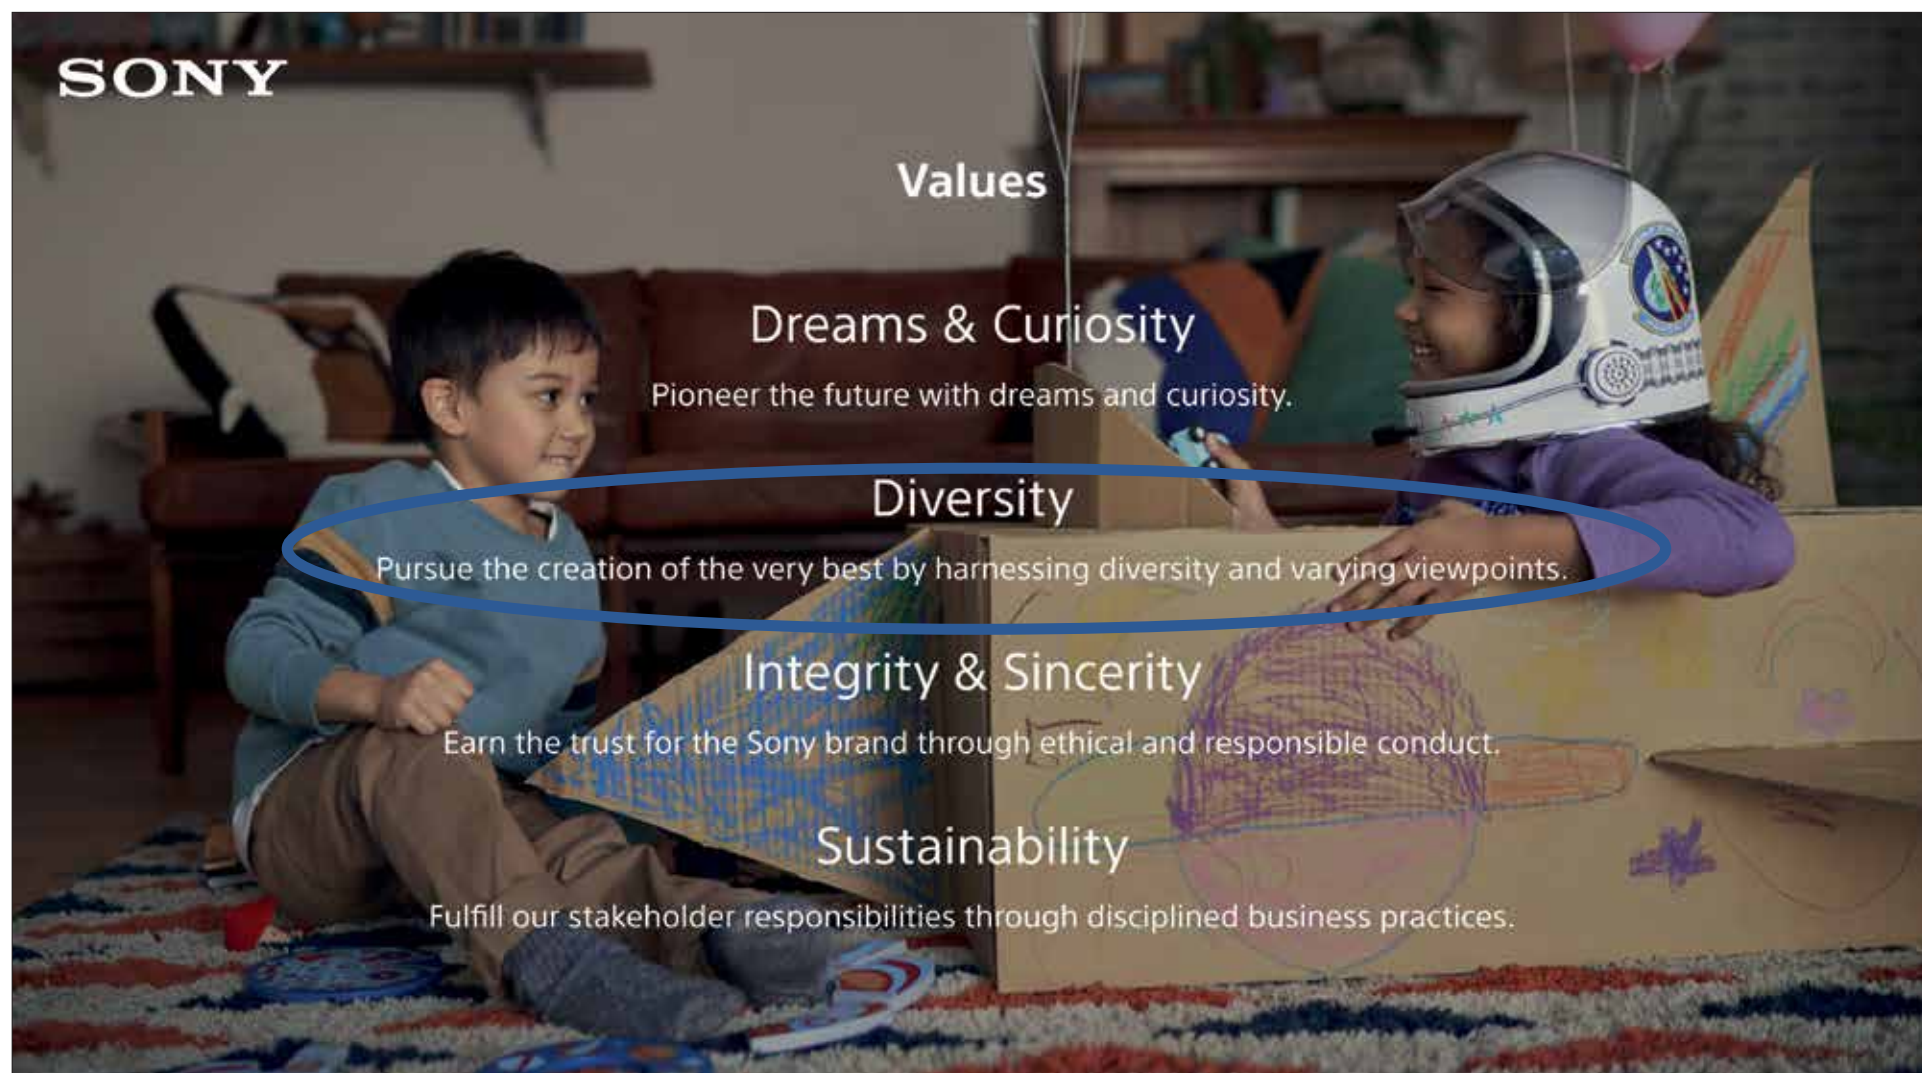 SONY
Values
Dreams & Curiosity
Pioneer the future with dreams and curiosity.
Diversity
Pursue the creation of the very best by harnessing diversity and varying viewpoints.
Integrity & Sincerity
Earn the trust for the Sony brand through ethical and responsible conduct.
Sustainability
Fulfill our stakeholder responsibilities through disciplined business practices.